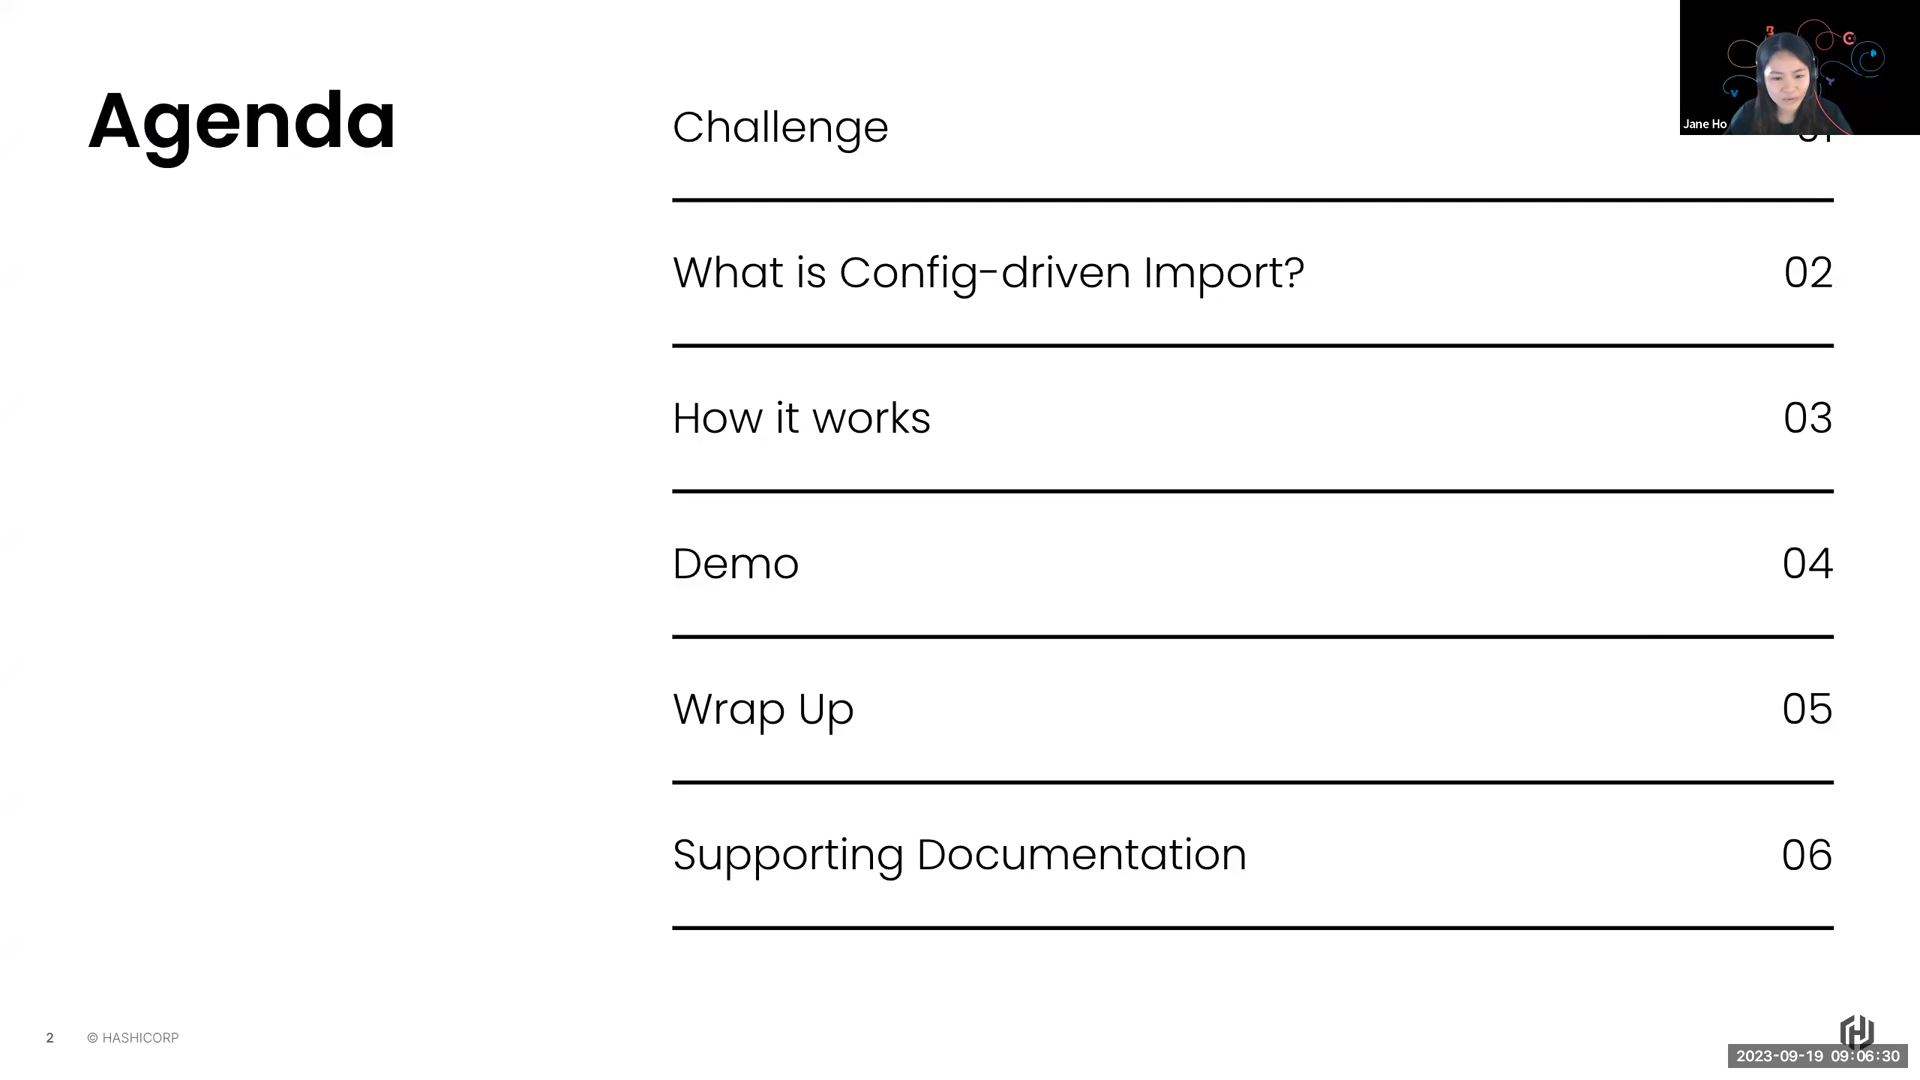 Agenda
Challenge
What is Config-driven Import?
02
How it works
03
Demo
04
Wrap Up
05
Supporting Documentation
06
Jane Ho
2
© HASHICORP
2023-09-19 09:06:30